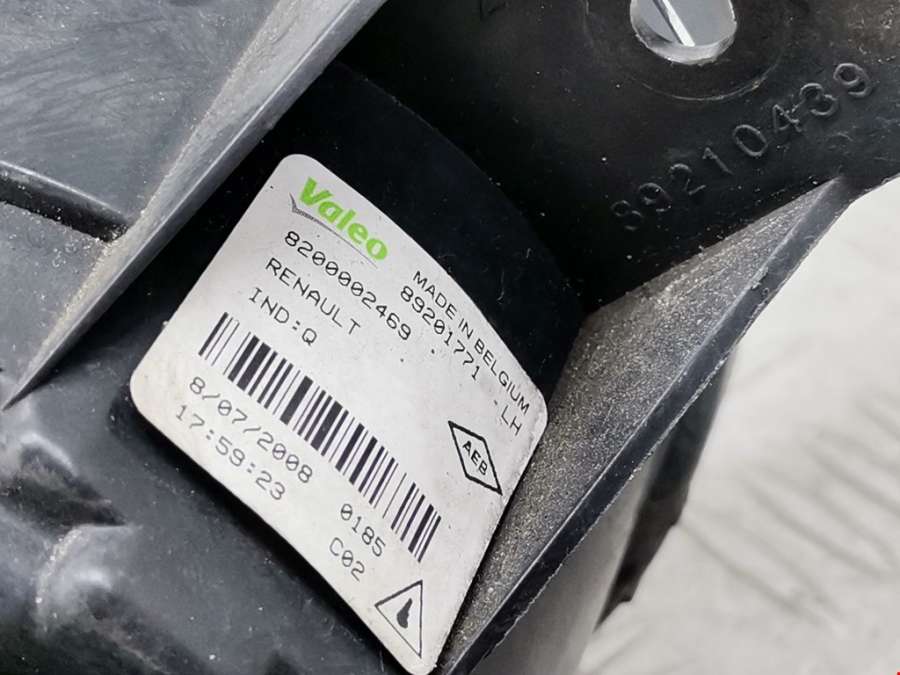 89210439
Valeo
MADE IN BELGIUM
8200002469 89201771 -LH
RENAULT
IND:Q
AEB
8/07/2008 0185
17:59:23 C02